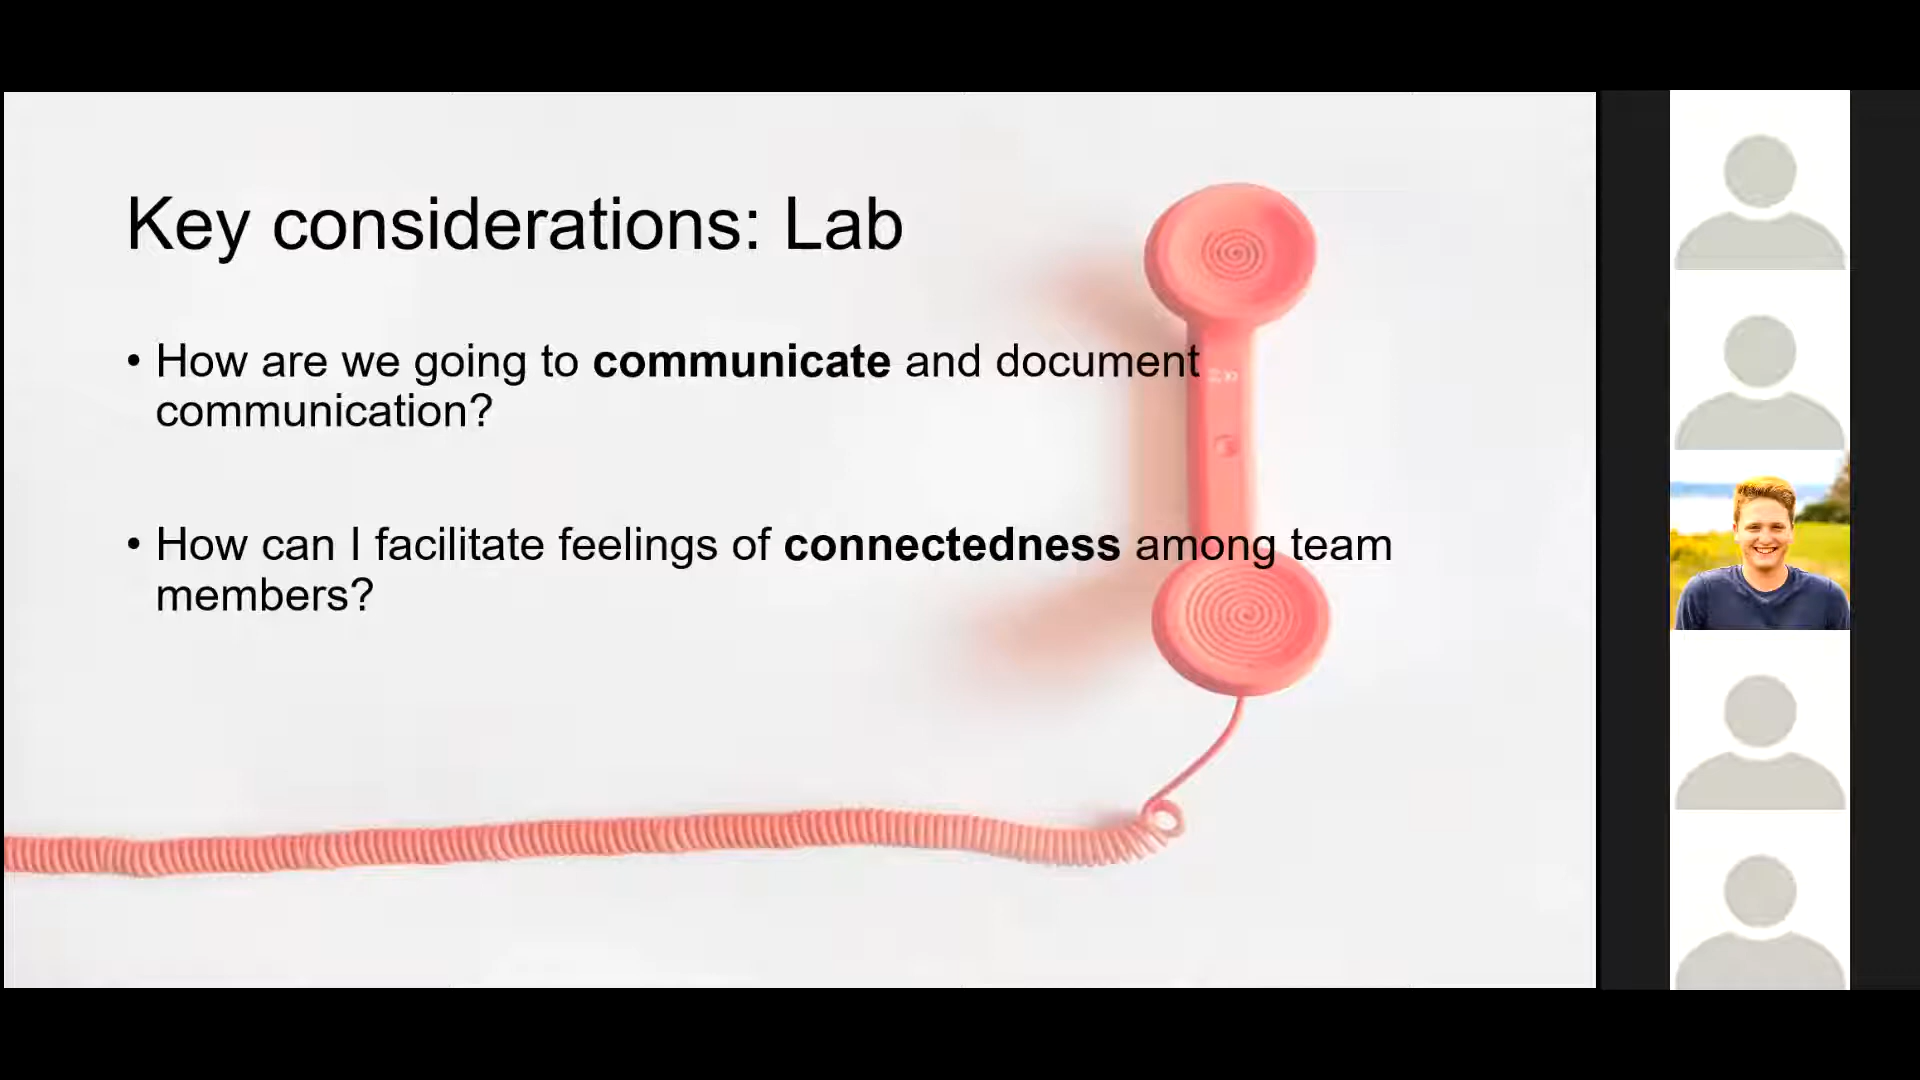 Key considerations: Lab
• How are we going to communicate and document
communication?
• How can I facilitate feelings of connectedness among team
members?